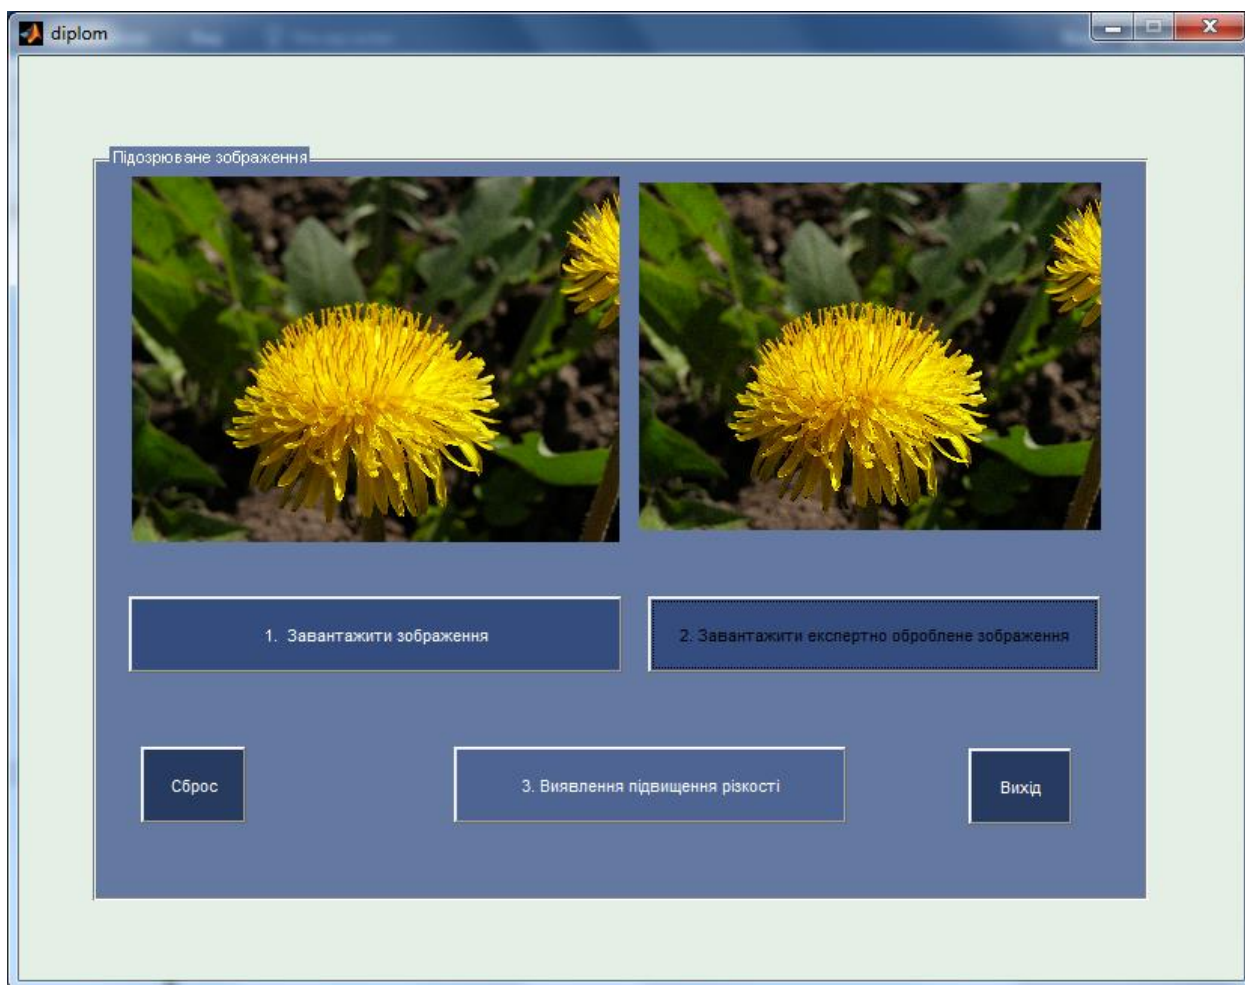 diplom
Підозрюване зображення
1. Завантажити зображення
2. Завантажити експертно оброблене зображення
Сброс
3. Виявлення підвищення різкості
Вихід